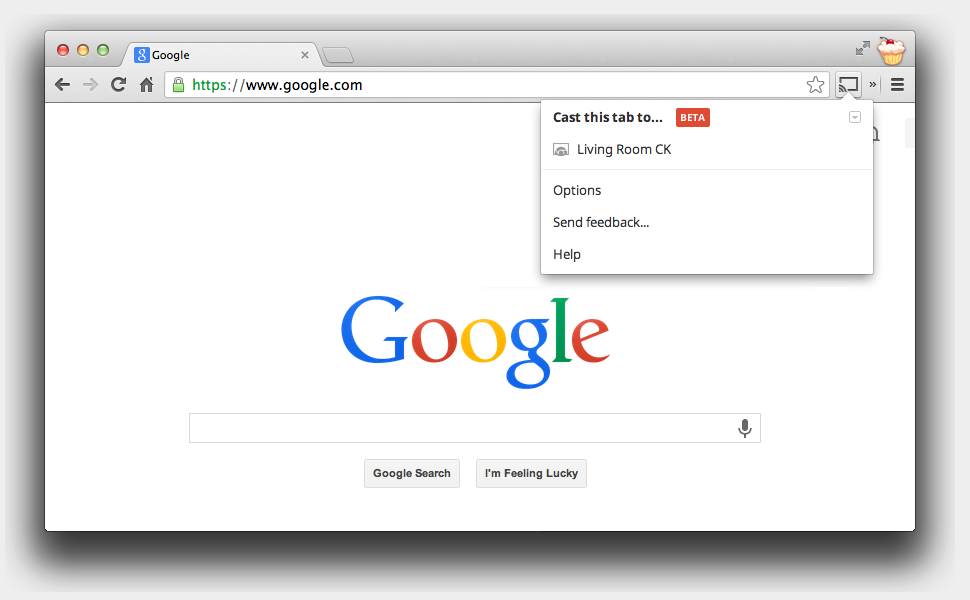 Google
https://www.google.com
Cast this tab to... BETA
Living Room CK
Options
Send feedback...
Help
Google
Google Search
I'm Feeling Lucky